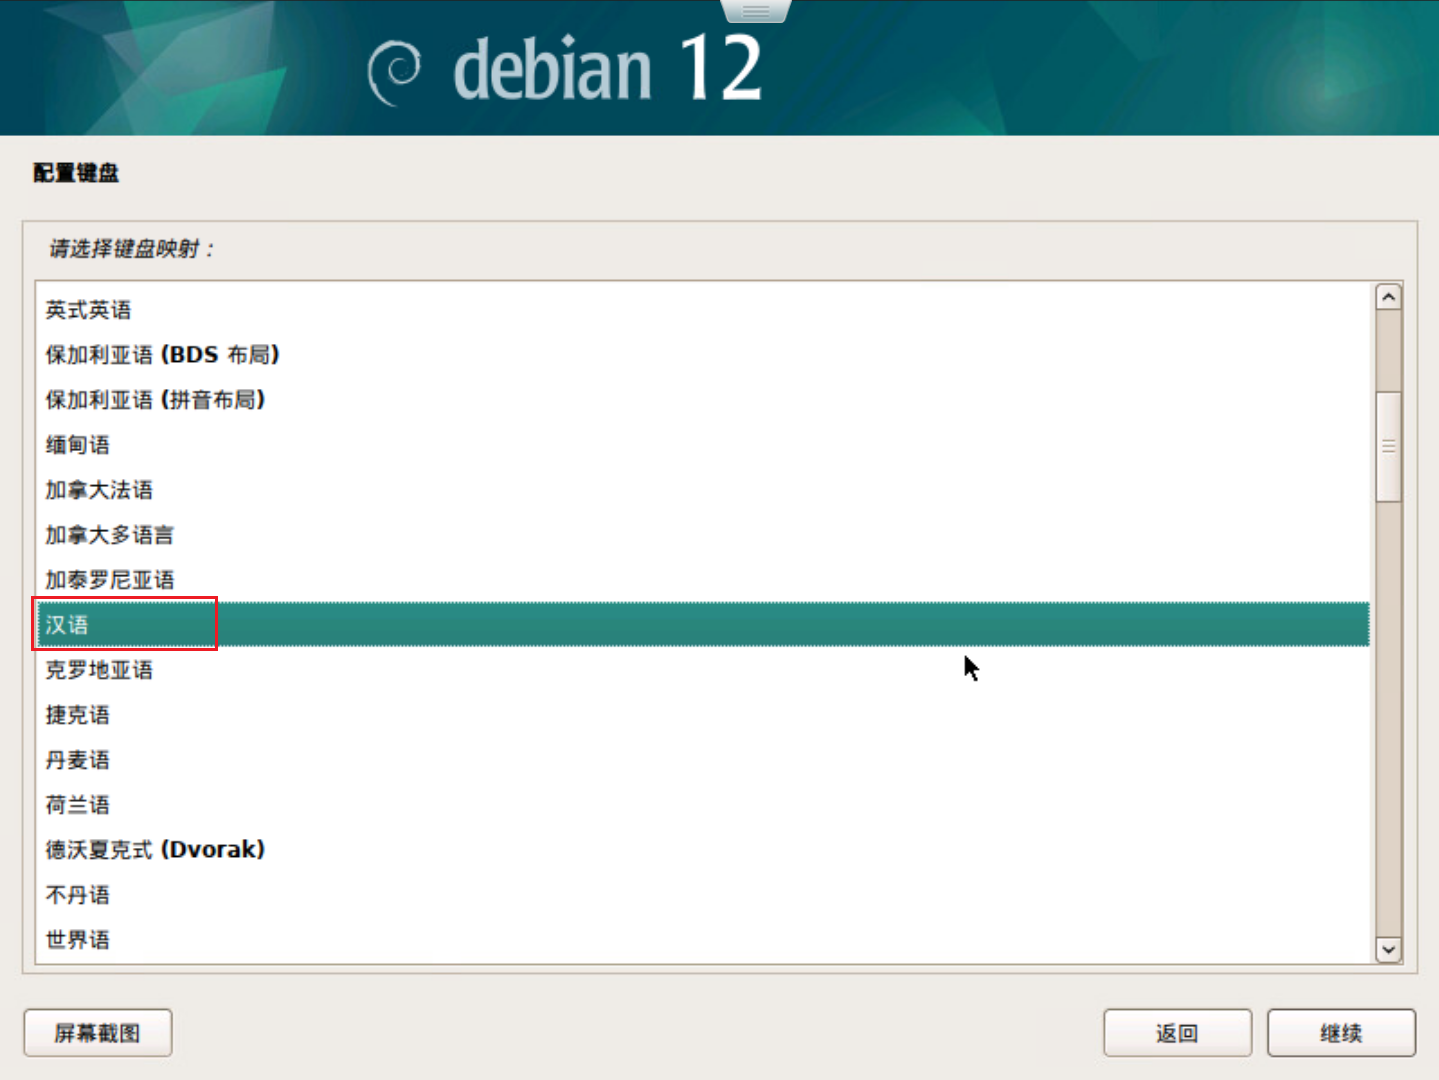 debian 12
配置键盘
请选择键盘映射：
英式英语
保加利亚语 (BDS 布局)
保加利亚语 (拼音布局)
缅甸语
加拿大法语
加拿大多语言
加泰罗尼亚语
汉语
克罗地亚语
捷克语
丹麦语
荷兰语
德沃夏克式 (Dvorak)
不丹语
世界语
屏幕截图
返回
继续